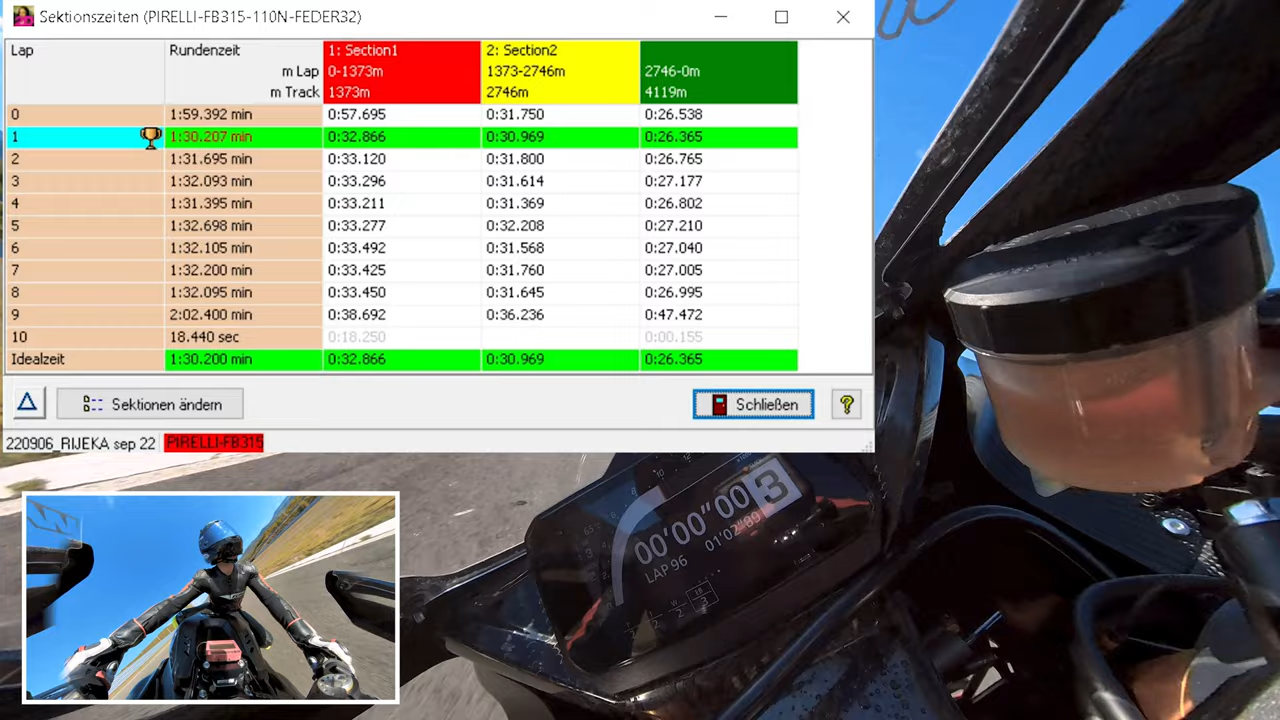 Sektionszeiten (PIRELLI-FB315-110N-FEDER32)
Lap Rundenzeit 1: Section1 2: Section2
m Lap 0-1373m 1373-2746m 2746-0m
m Track 1373m 2746m 4119m
0 1:59.392 min 0:57.695 0:31.750 0:26.538
1 1:30.207 min 0:32.866 0:30.969 0:26.365
2 1:31.695 min 0:33.120 0:31.800 0:26.765
3 1:32.093 min 0:33.296 0:31.614 0:27.177
4 1:31.395 min 0:33.211 0:31.369 0:26.802
5 1:32.698 min 0:33.277 0:32.208 0:27.210
6 1:32.105 min 0:33.492 0:31.568 0:27.040
7 1:32.200 min 0:33.425 0:31.760 0:27.005
8 1:32.095 min 0:33.450 0:31.645 0:26.995
9 2:02.400 min 0:38.692 0:36.236 0:47.472
10 18.440 sec 0:18.250 0:00.155
Idealzeit 1:30.200 min 0:32.866 0:30.969 0:26.365
Sektionen ändern Schließen ?
220906_RIJEKA sep 22 PIRELLI-FB315
00'00"00 3
LAP 96 01'02"89